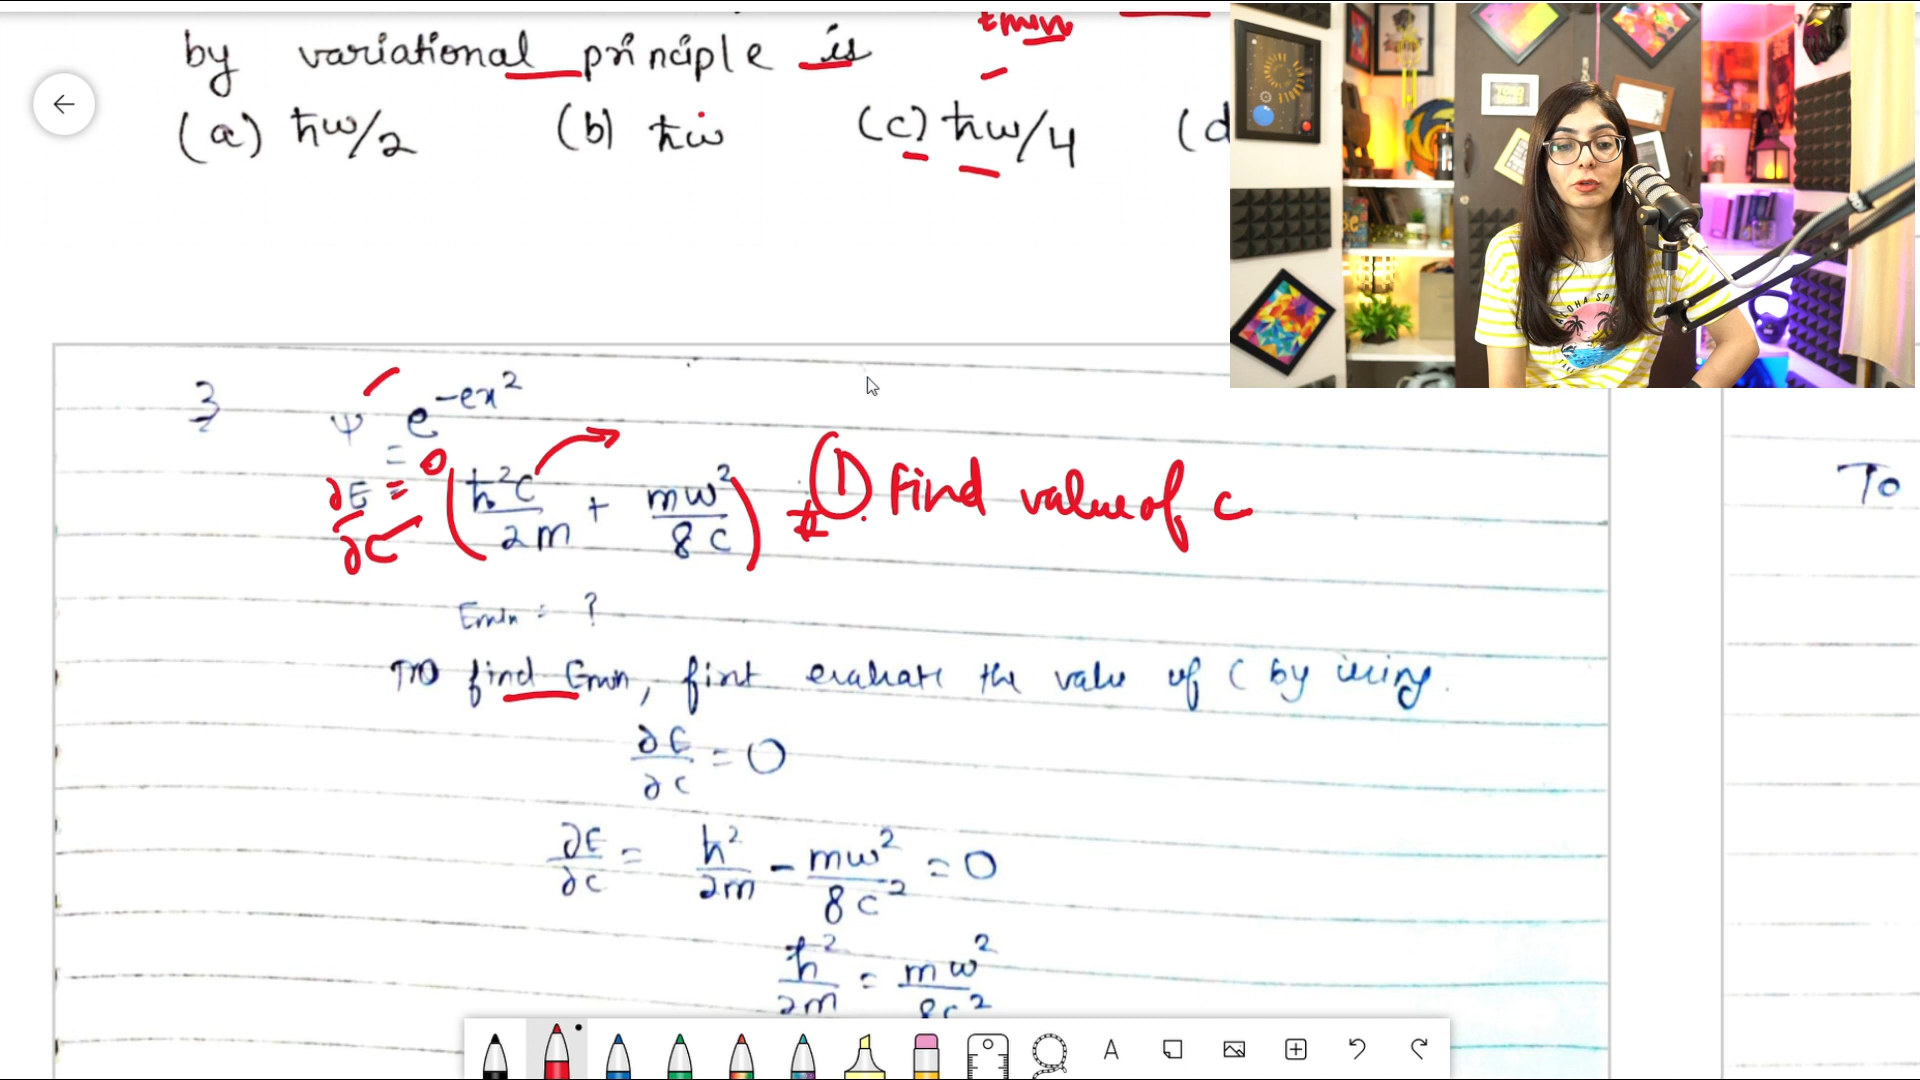 Emin
by variational principle is
(a) ħω/2 (b) ħω (c) ħω/4 (d
3 ψ = e^-cx²
∂E/∂C = 0 (ħ²C/2m + mω²/8C) ① Find value of c
Emin = ?
To find Emin, first evaluate the value of C by using.
∂E/∂C = 0
∂E/∂C = ħ²/2m - mω²/8C² = 0
ħ²/2m = mω²/8C²
To
A